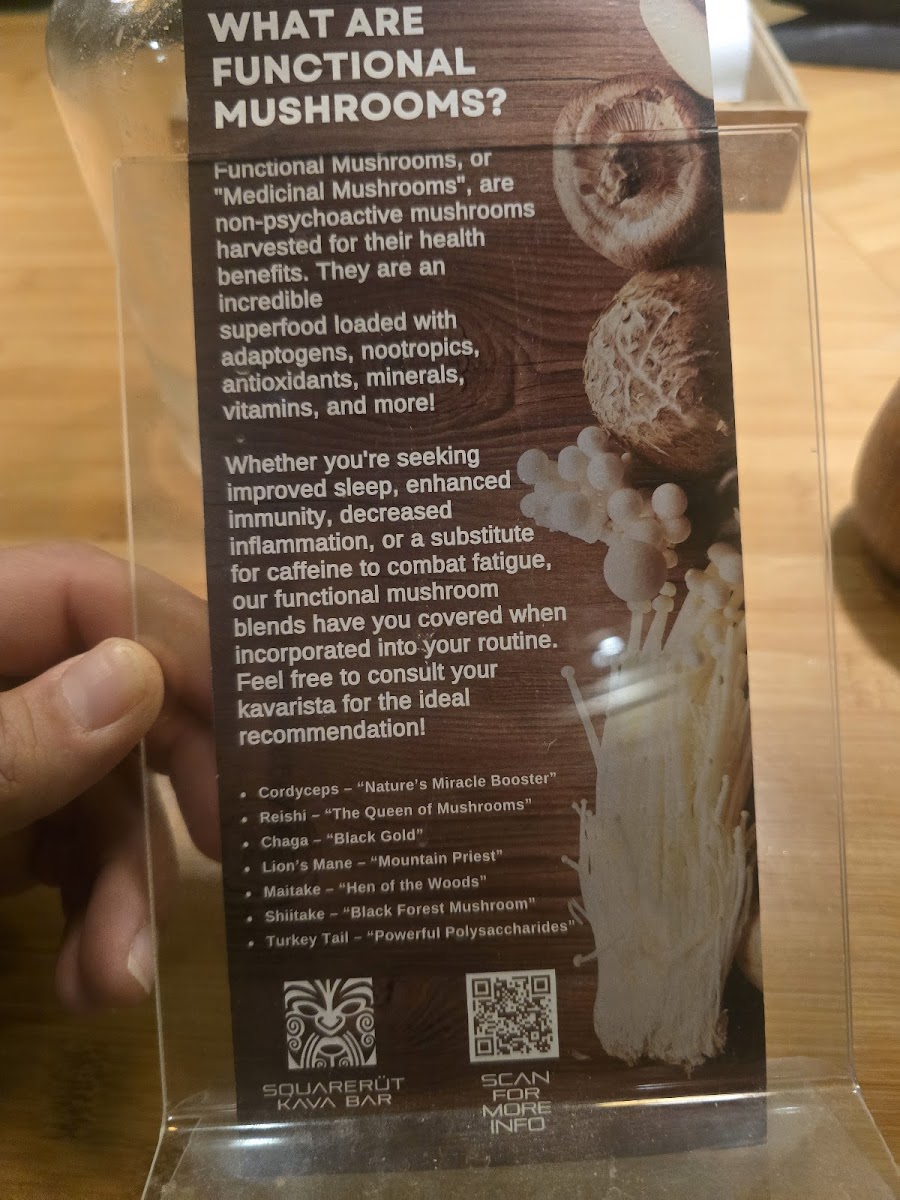 WHAT ARE
FUNCTIONAL
MUSHROOMS?
Functional Mushrooms, or
"Medicinal Mushrooms", are
non-psychoactive mushrooms
harvested for their health
benefits. They are an
incredible
superfood loaded with
adaptogens, nootropics,
antioxidants, minerals,
vitamins, and more!
Whether you're seeking
improved sleep, enhanced
immunity, decreased
inflammation, or a substitute
for caffeine to combat fatigue,
our functional mushroom
blends have you covered when
incorporated into your routine.
Feel free to consult your
kavarista for the ideal
recommendation!
• Cordyceps – “Nature’s Miracle Booster”
• Reishi – “The Queen of Mushrooms”
• Chaga – “Black Gold”
• Lion’s Mane – “Mountain Priest”
• Maitake – “Hen of the Woods”
• Shiitake – “Black Forest Mushroom”
• Turkey Tail – “Powerful Polysaccharides”
SQUARERÜT
KAVA BAR
SCAN
FOR
MORE
INFO